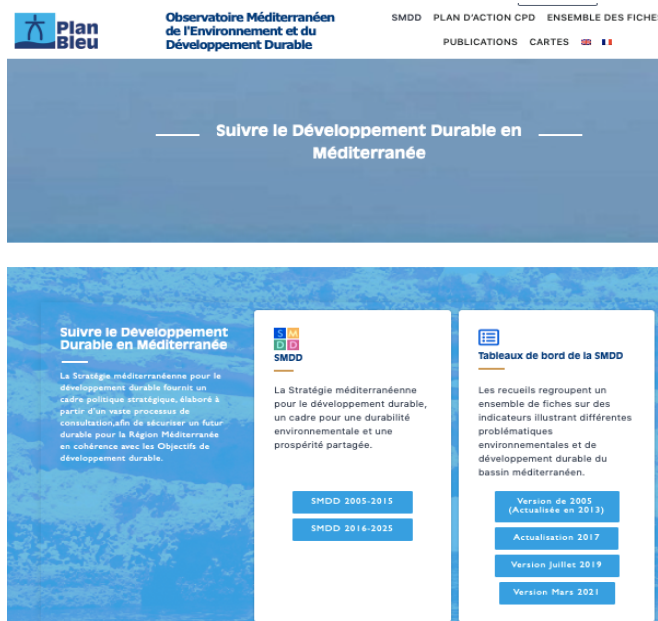 Plan
Bleu
Observatoire Méditerranéen
de l'Environnement et du
Développement Durable
SMDD PLAN D'ACTION CPD ENSEMBLE DES FICHE
PUBLICATIONS CARTES
Suivre le Développement Durable en
Méditerranée
Suivre le Développement
Durable en Méditerranée
La Stratégie méditerranéenne pour le
développement durable fournit un
cadre politique stratégique, élaboré à
partir d'un vaste processus de
consultation,afin de sécuriser un futur
durable pour la Région Méditerranée
en cohérence avec les Objectifs de
développement durable.
S M
D D
SMDD
La Stratégie méditerranéenne
pour le développement durable,
un cadre pour une durabilité
environnementale et une
prospérité partagée.
SMDD 2005-2015
SMDD 2016-2025
Tableaux de bord de la SMDD
Les recueils regroupent un
ensemble de fiches sur des
indicateurs illustrant différentes
problématiques
environnementales et de
développement durable du
bassin méditerranéen.
Version de 2005
(Actualisée en 2013)
Actualisation 2017
Version Juillet 2019
Version Mars 2021